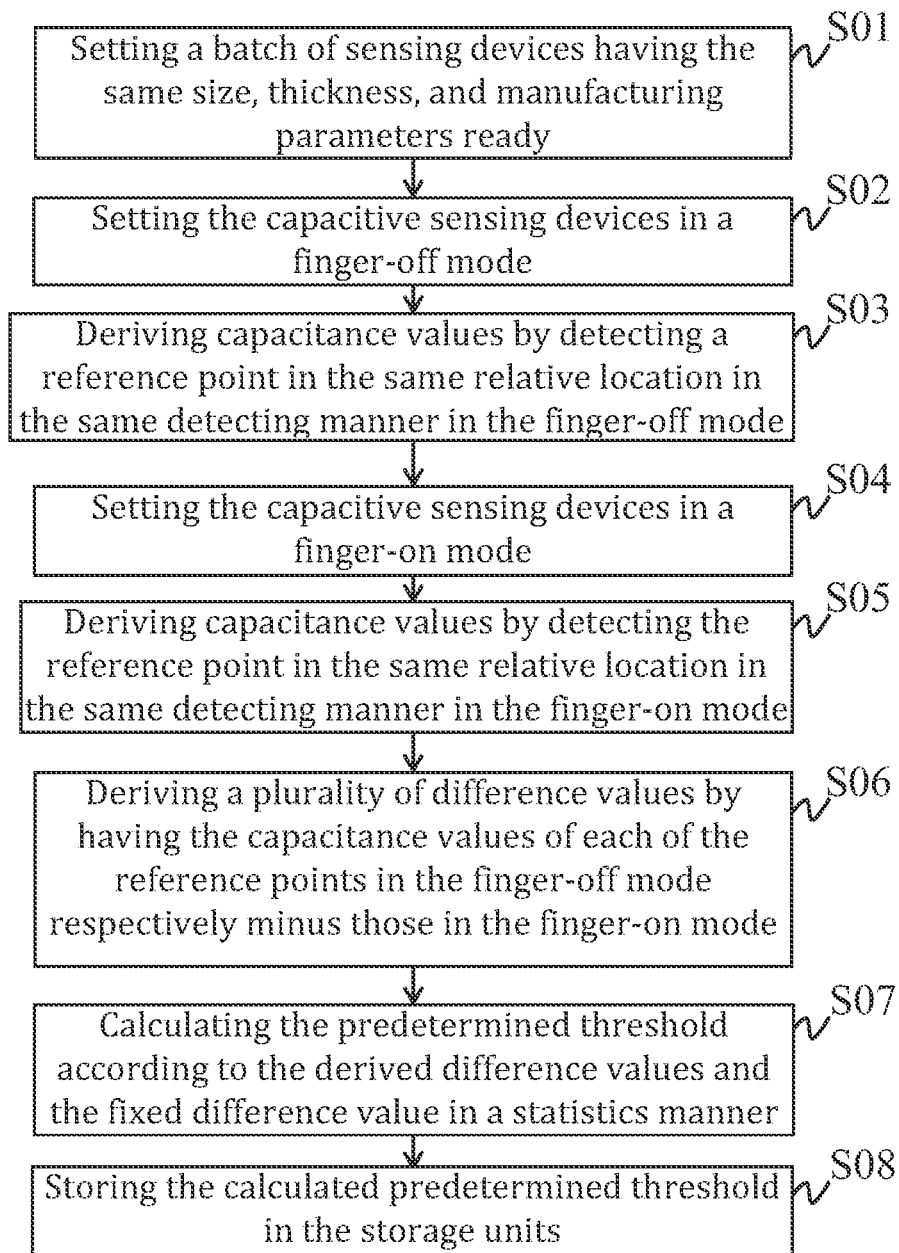 S01
Setting a batch of sensing devices having the
same size, thickness, and manufacturing
parameters ready
S02
Setting the capacitive sensing devices in a
finger-off mode
S03
Deriving capacitance values by detecting a
reference point in the same relative location in
the same detecting manner in the finger-off mode
S04
Setting the capacitive sensing devices in a
finger-on mode
S05
Deriving capacitance values by detecting the
reference point in the same relative location in
the same detecting manner in the finger-on mode
S06
Deriving a plurality of difference values by
having the capacitance values of each of the
reference points in the finger-off mode
respectively minus those in the finger-on mode
S07
Calculating the predetermined threshold
according to the derived difference values and
the fixed difference value in a statistics manner
S08
Storing the calculated predetermined threshold
in the storage units